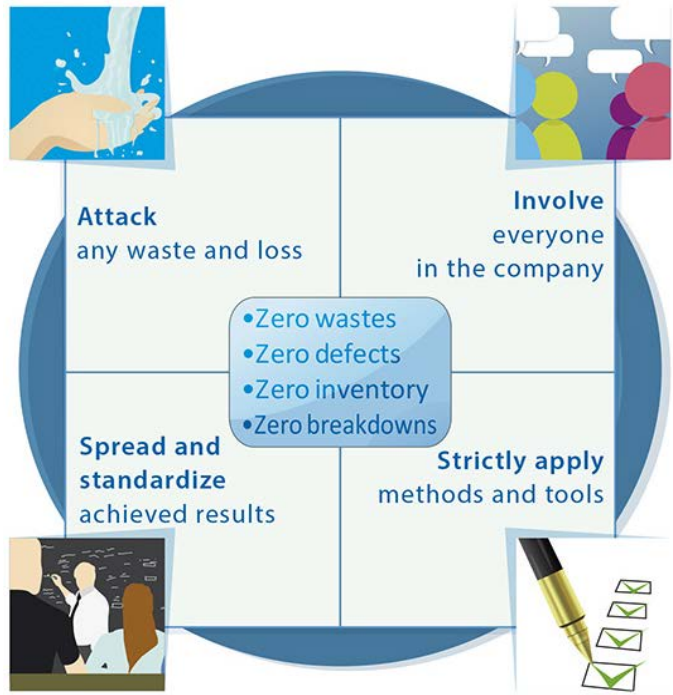 Attack
any waste and loss
Involve
everyone
in the company
•Zero wastes
•Zero defects
•Zero inventory
•Zero breakdowns
Spread and
standardize
achieved results
Strictly apply
methods and tools